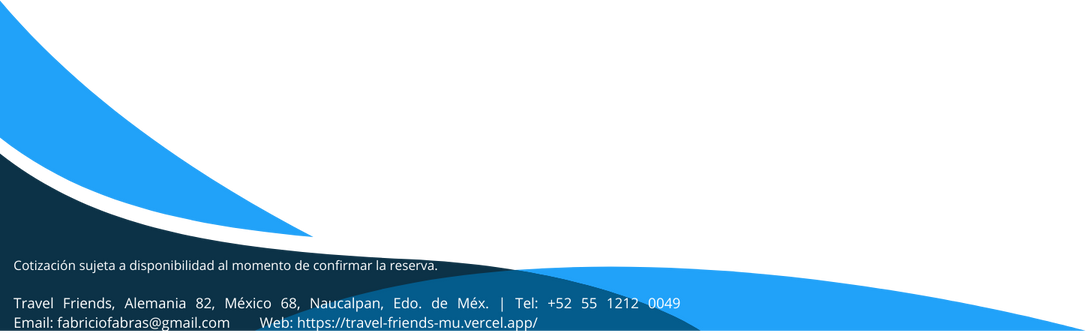 Cotización sujeta a disponibilidad al momento de confirmar la reserva.
Travel Friends, Alemania 82, México 68, Naucalpan, Edo. de Méx. | Tel: +52 55 1212 0049
Email: fabriciofabras@gmail.com Web: https://travel-friends-mu.vercel.app/